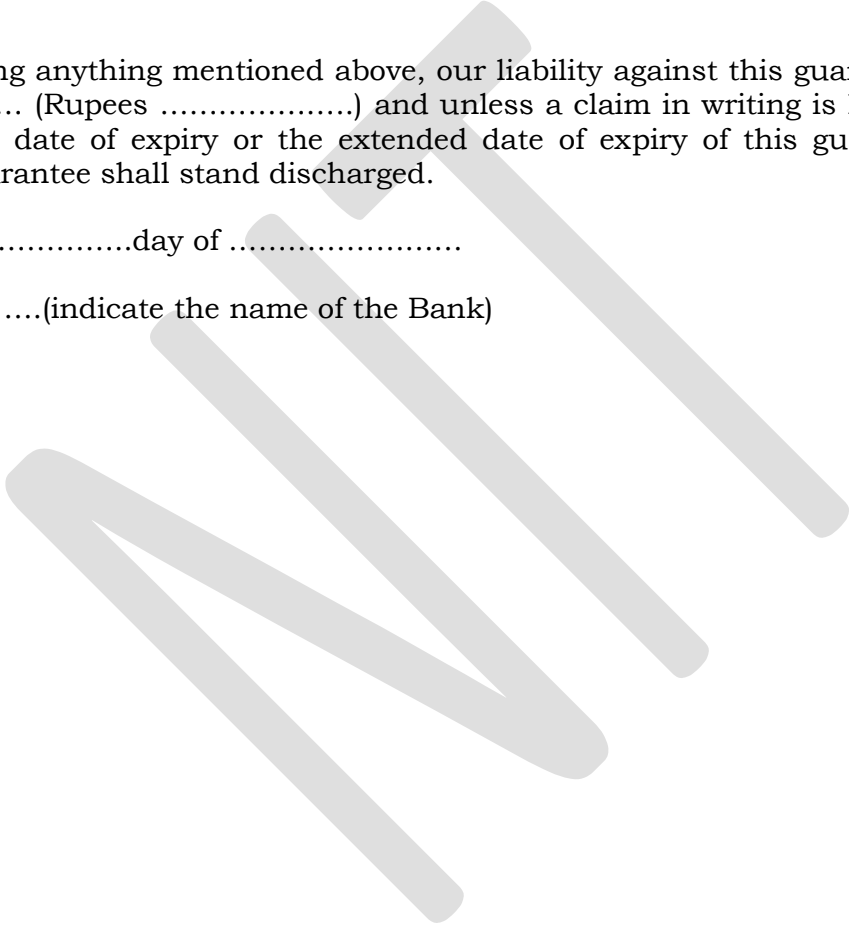 ng anything mentioned above, our liability against this guar
… (Rupees ………………….) and unless a claim in writing is
date of expiry or the extended date of expiry of this gu
rantee shall stand discharged.
……………day of ……………………
….(indicate the name of the Bank)
NIT